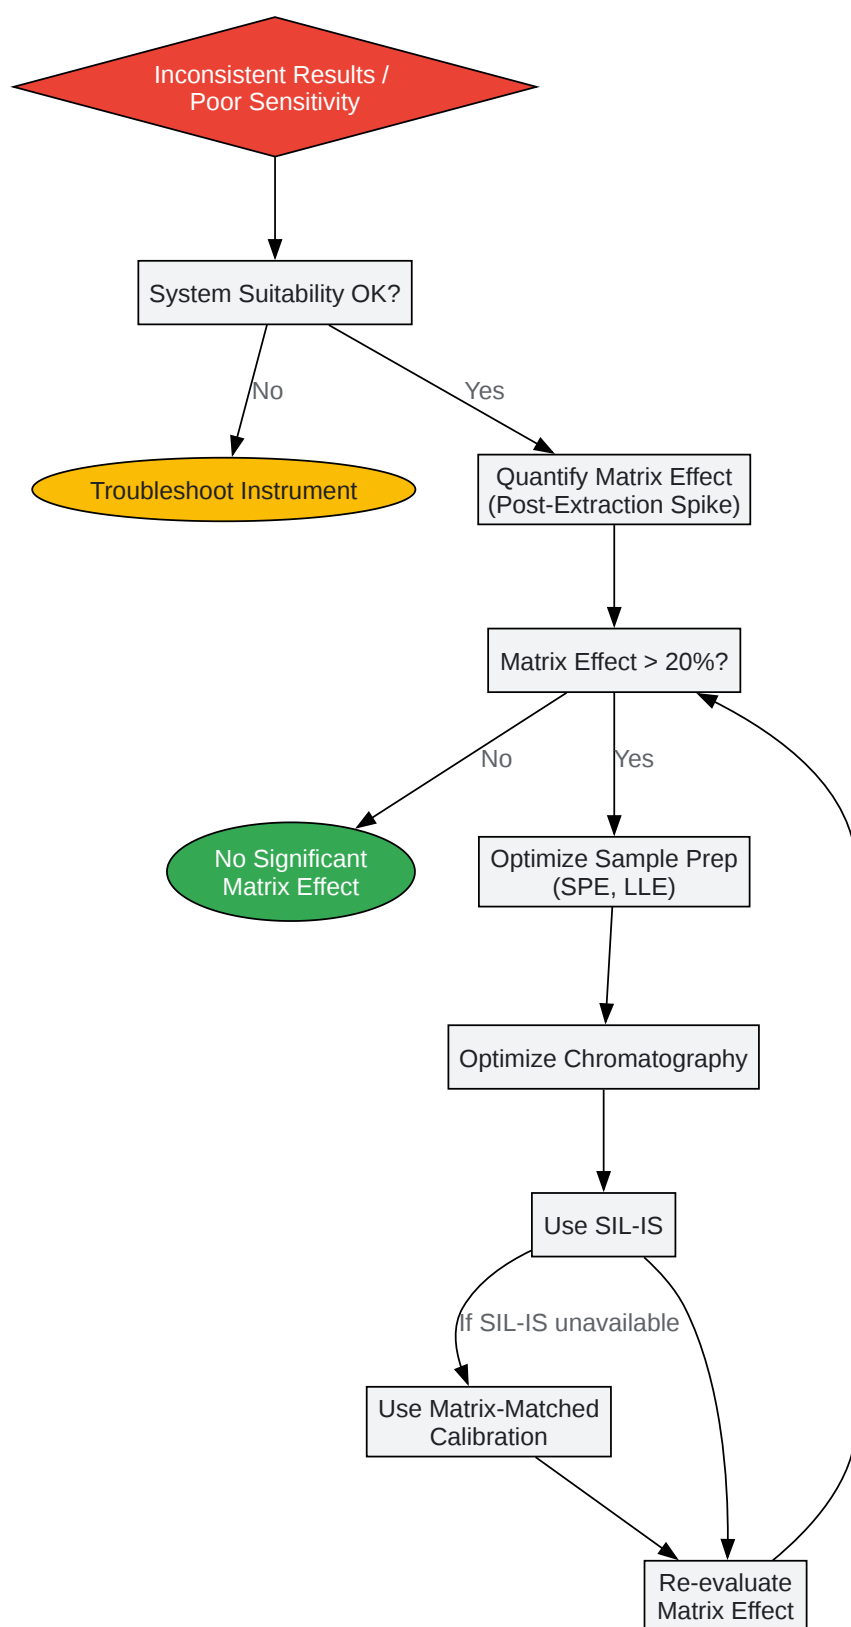 Inconsistent Results /
Poor Sensitivity
System Suitability OK?
No
Yes
Troubleshoot Instrument
Quantify Matrix Effect
(Post-Extraction Spike)
Matrix Effect > 20%?
No
Yes
No Significant
Matrix Effect
Optimize Sample Prep
(SPE, LLE)
Optimize Chromatography
Use SIL-IS
If SIL-IS unavailable
Use Matrix-Matched
Calibration
Re-evaluate
Matrix Effect